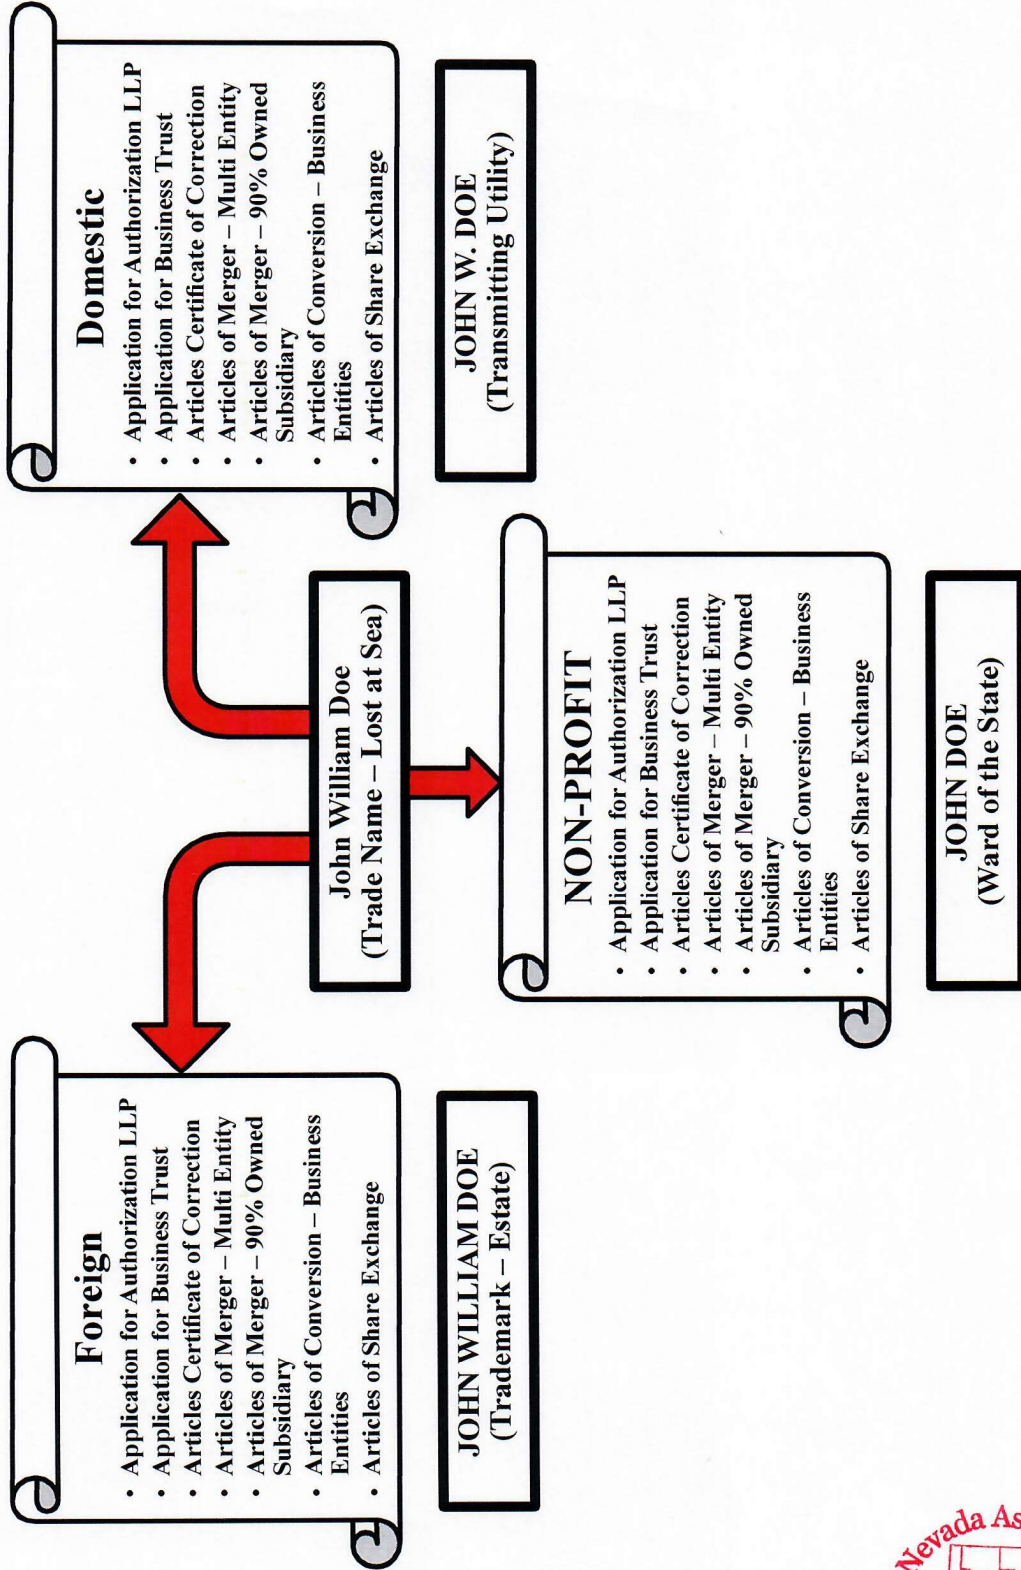 Foreign
• Application for Authorization LLP
• Application for Business Trust
• Articles Certificate of Correction
• Articles of Merger – Multi Entity
• Articles of Merger – 90% Owned
Subsidiary
• Articles of Conversion – Business
Entities
• Articles of Share Exchange
JOHN WILLIAM DOE
(Trademark – Estate)
John William Doe
(Trade Name – Lost at Sea)
Domestic
• Application for Authorization LLP
• Application for Business Trust
• Articles Certificate of Correction
• Articles of Merger – Multi Entity
• Articles of Merger – 90% Owned
Subsidiary
• Articles of Conversion – Business
Entities
• Articles of Share Exchange
JOHN W. DOE
(Transmitting Utility)
NON-PROFIT
• Application for Authorization LLP
• Application for Business Trust
• Articles Certificate of Correction
• Articles of Merger – Multi Entity
• Articles of Merger – 90% Owned
Subsidiary
• Articles of Conversion – Business
Entities
• Articles of Share Exchange
JOHN DOE
(Ward of the State)
Nevada As